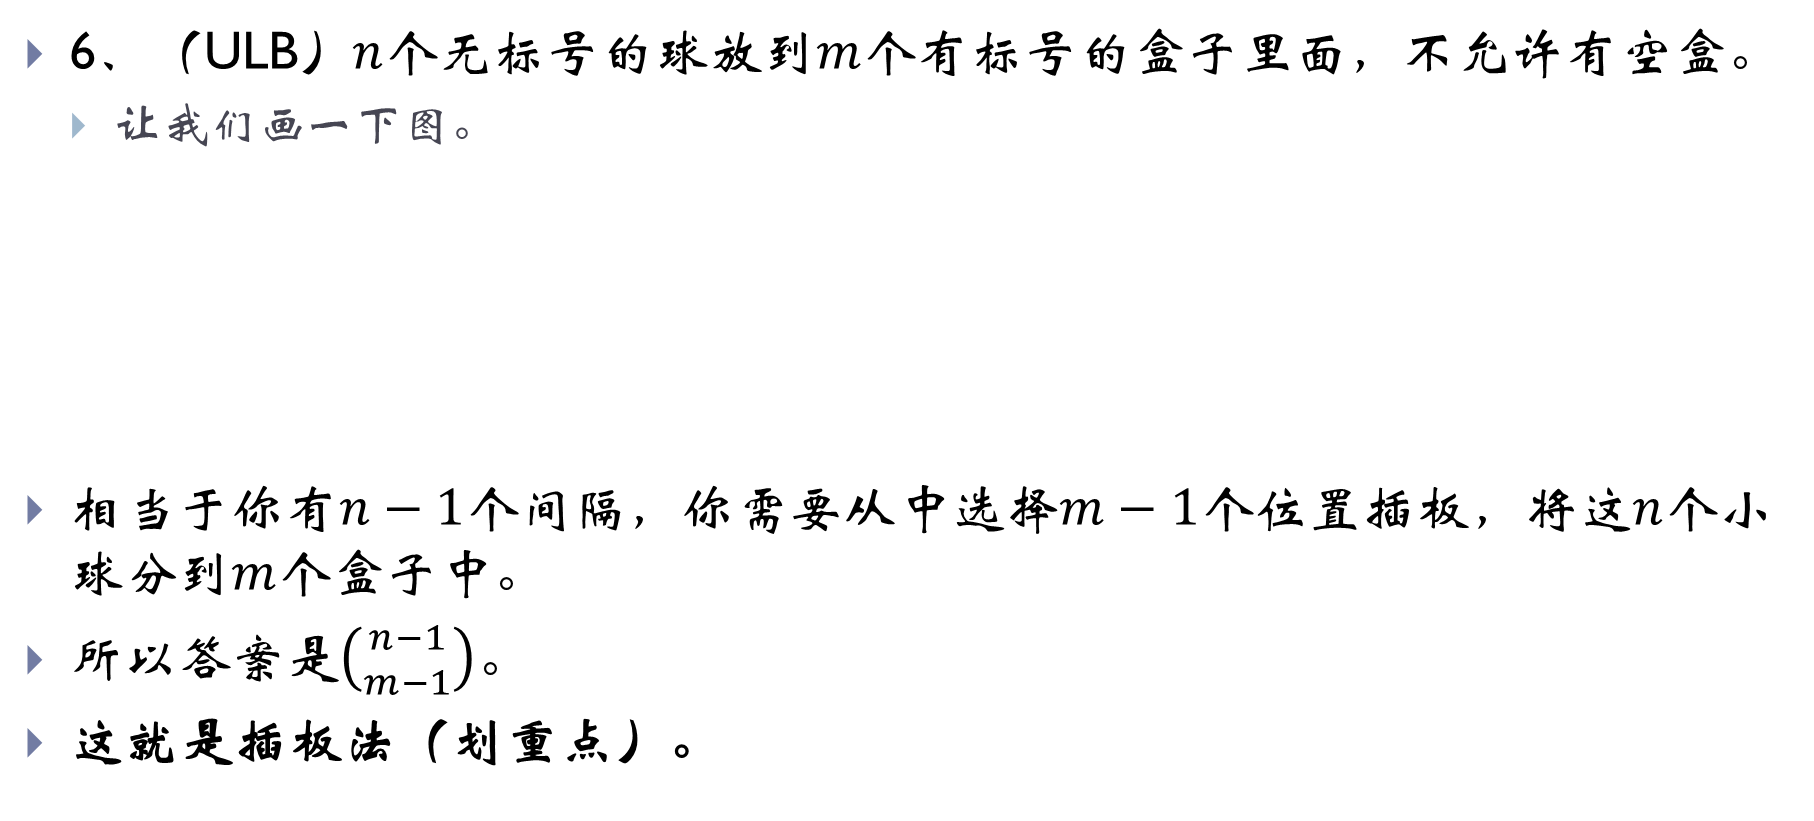 6、（ULB）n个无标号的球放到m个有标号的盒子里面，不允许有空盒。
让我们画一下图。
相当于你有n − 1个间隔，你需要从中选择m − 1个位置插板，将这n个小
球分到m个盒子中。
所以答案是(n−1 m−1)。
这就是插板法（划重点）。